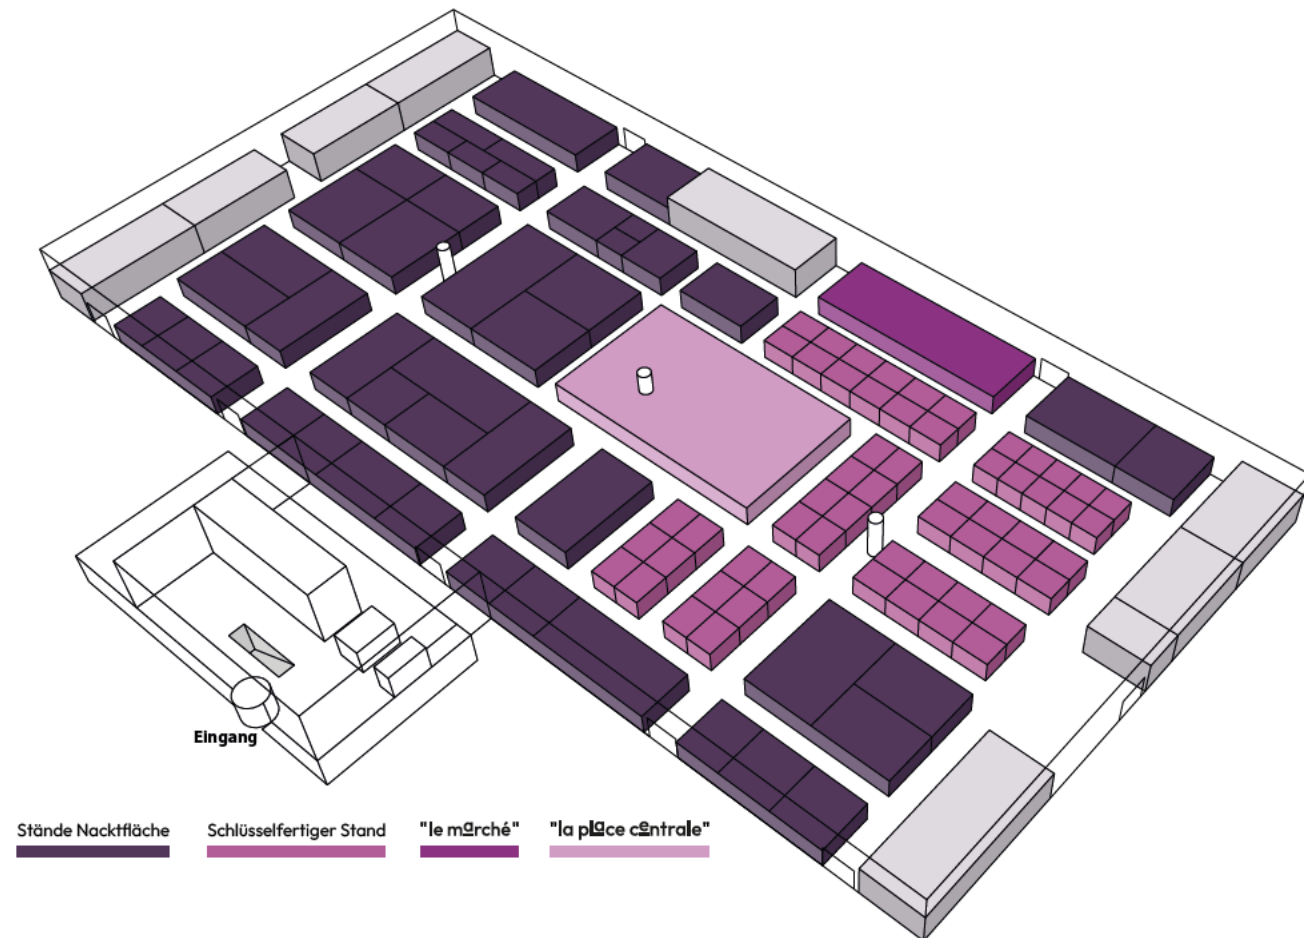 Eingang
Stände Nacktfläche
Schlüsselfertiger Stand
"le marché"
"la place centrale"